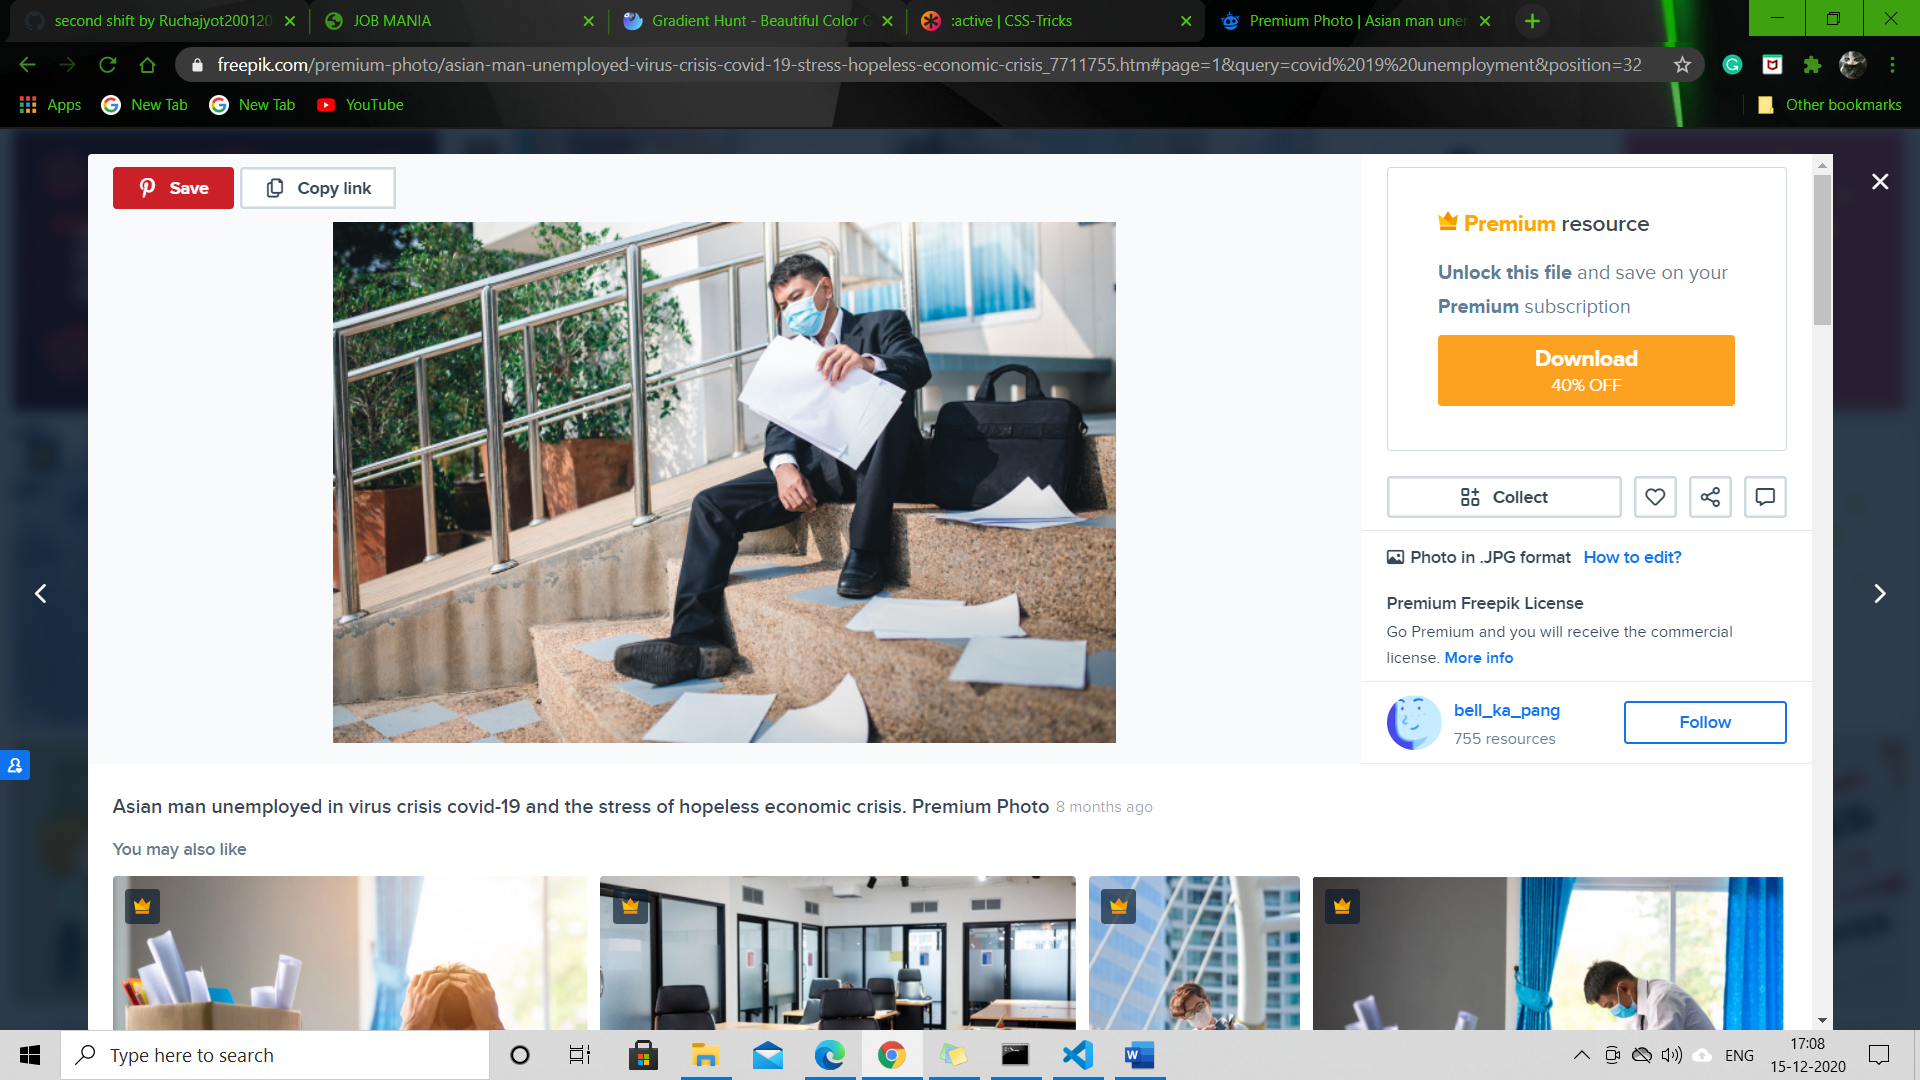 second shift by Ruchajyot200120
JOB MANIA
Gradient Hunt - Beautiful Color G
:active | CSS-Tricks
Premium Photo | Asian man unem
freepik.com/premium-photo/asian-man-unemployed-virus-crisis-covid-19-stress-hopeless-economic-crisis_7711755.htm#page=1&query=covid%2019%20unemployment&position=32
Apps
New Tab
New Tab
YouTube
Other bookmarks
Save
Copy link
Premium resource
Unlock this file and save on your
Premium subscription
Download
40% OFF
Collect
Photo in .JPG format How to edit?
Premium Freepik License
Go Premium and you will receive the commercial
license. More info
bell_ka_pang
755 resources
Follow
Asian man unemployed in virus crisis covid-19 and the stress of hopeless economic crisis. Premium Photo 8 months ago
You may also like
Type here to search
ENG
17:08
15-12-2020